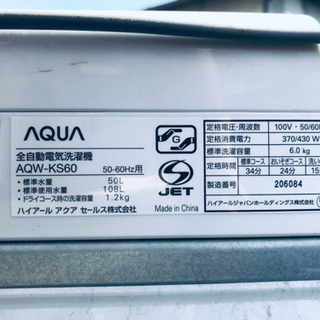 AQUA
全自動電気洗濯機
AQW-KS60 50-60Hz用
・標準水量 50L
・標準使用水量 108L
・ドライコース時の洗濯容量 1.2kg
ハイアール アクア セールス株式会社
G
S
JET
Made in China
定格電圧・周波数 100V・50/60H
定格消費電力 370/430 W
標準洗濯容量 6.0 kg
定格時間 標準コース おいそぎコース 洗い
34分 24分 15
製造番号 206084
ハイアールジャパンホールディングス株式会社